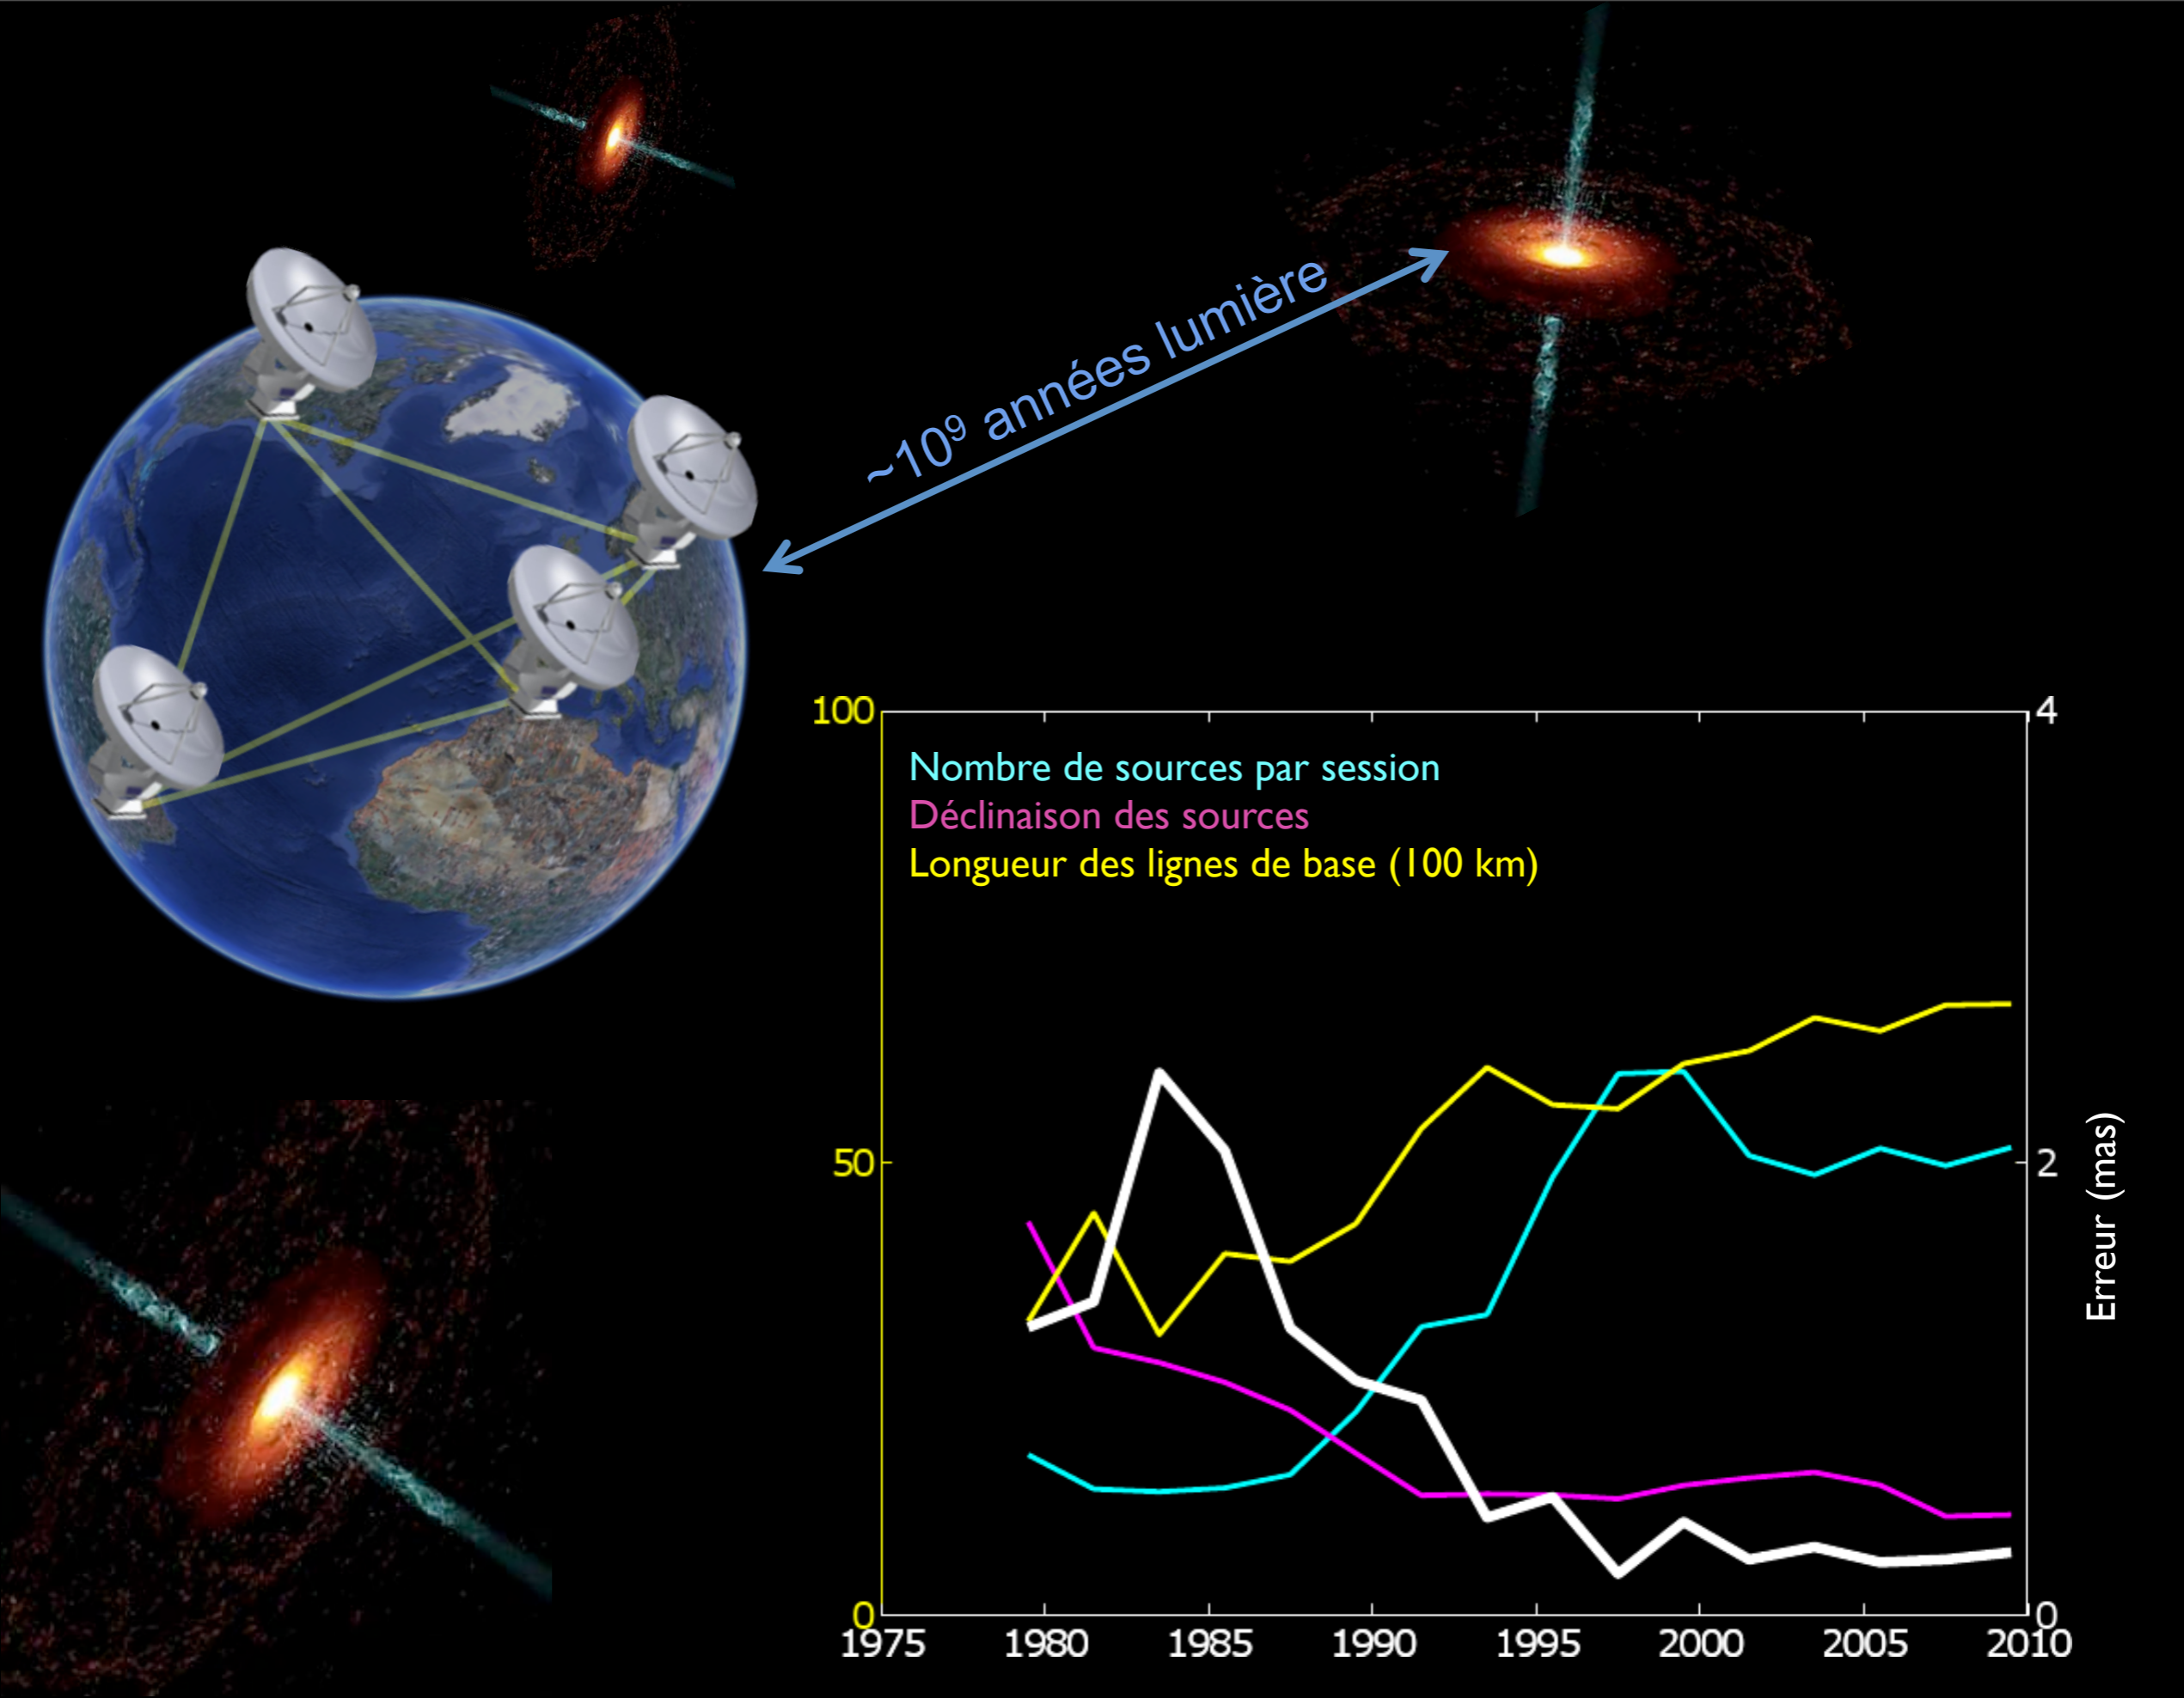 ~10⁹ années lumière
100
4
Nombre de sources par session
Déclinaison des sources
Longueur des lignes de base (100 km)
50
2
Erreur (mas)
0
0
1975 1980 1985 1990 1995 2000 2005 2010